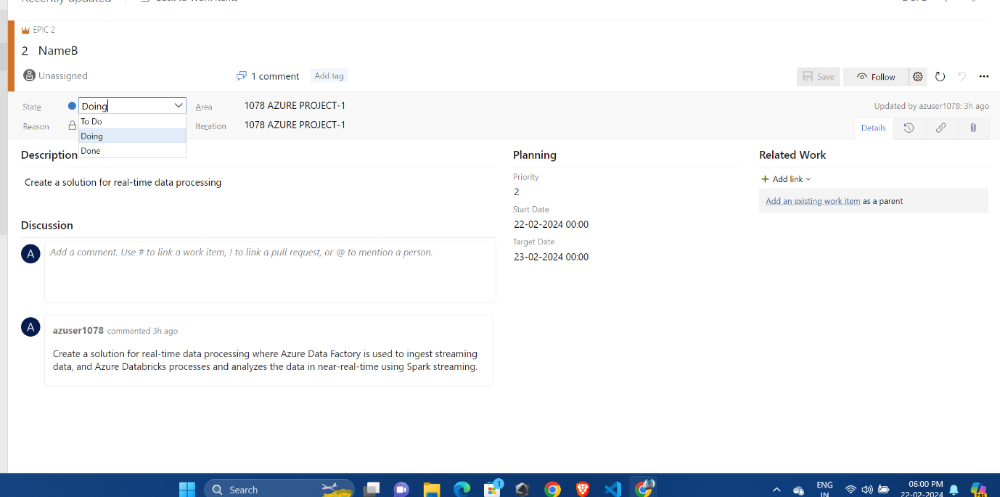 Recently updated Back to Work Items 2 of 2
EPIC 2
2 NameB
Unassigned 1 comment Add tag Save Follow
State Doing Area 1078 AZURE PROJECT-1 Updated by azuser1078: 3h ago
To Do
Reason Iteration 1078 AZURE PROJECT-1 Details
Doing
Done
Description Planning Related Work
Create a solution for real-time data processing
Priority
Add link
2
Add an existing work item as a parent
Start Date
22-02-2024 00:00
Target Date
23-02-2024 00:00
Discussion
A
Add a comment. Use # to link a work item, ! to link a pull request, or @ to mention a person.
A
azuser1078 commented 3h ago
Create a solution for real-time data processing where Azure Data Factory is used to ingest streaming
data, and Azure Databricks processes and analyzes the data in near-real-time using Spark streaming.
Search 1 ENG 06:00 PM
IN 22-02-2024 PRE